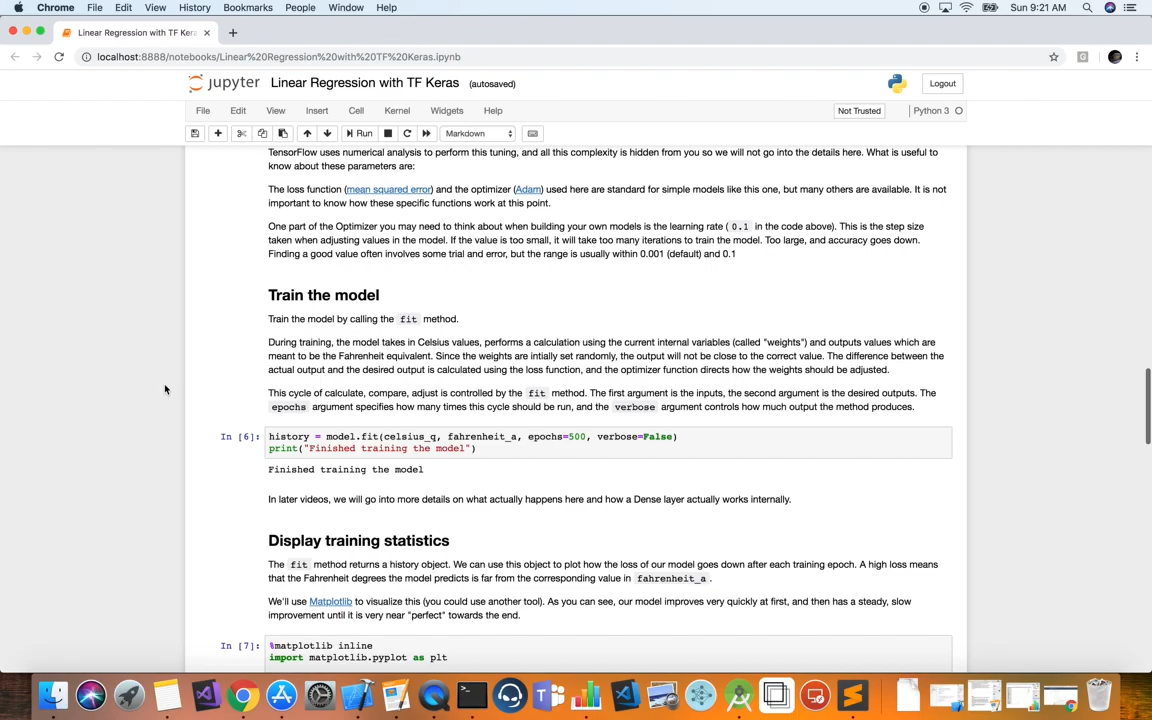 Chrome File Edit View History Bookmarks People Window Help Sun 9:21 AM
Linear Regression with TF Kera
localhost:8888/notebooks/Linear%20Regression%20with%20TF%20Keras.ipynb
jupyter Linear Regression with TF Keras (autosaved) Logout
File Edit View Insert Cell Kernel Widgets Help Not Trusted Python 3
Run Markdown
TensorFlow uses numerical analysis to perform this tuning, and all this complexity is hidden from you so we will not go into the details here. What is useful to
know about these parameters are:
The loss function (mean squared error) and the optimizer (Adam) used here are standard for simple models like this one, but many others are available. It is not
important to know how these specific functions work at this point.
One part of the Optimizer you may need to think about when building your own models is the learning rate ( 0.1 in the code above). This is the step size
taken when adjusting values in the model. If the value is too small, it will take too many iterations to train the model. Too large, and accuracy goes down.
Finding a good value often involves some trial and error, but the range is usually within 0.001 (default) and 0.1
Train the model
Train the model by calling the fit method.
During training, the model takes in Celsius values, performs a calculation using the current internal variables (called "weights") and outputs values which are
meant to be the Fahrenheit equivalent. Since the weights are intially set randomly, the output will not be close to the correct value. The difference between the
actual output and the desired output is calculated using the loss function, and the optimizer function directs how the weights should be adjusted.
This cycle of calculate, compare, adjust is controlled by the fit method. The first argument is the inputs, the second argument is the desired outputs. The
epochs argument specifies how many times this cycle should be run, and the verbose argument controls how much output the method produces.
In [6]: history = model.fit(celsius_q, fahrenheit_a, epochs=500, verbose=False)
print("Finished training the model")
Finished training the model
In later videos, we will go into more details on what actually happens here and how a Dense layer actually works internally.
Display training statistics
The fit method returns a history object. We can use this object to plot how the loss of our model goes down after each training epoch. A high loss means
that the Fahrenheit degrees the model predicts is far from the corresponding value in fahrenheit_a .
We'll use Matplotlib to visualize this (you could use another tool). As you can see, our model improves very quickly at first, and then has a steady, slow
improvement until it is very near "perfect" towards the end.
In [7]: %matplotlib inline
import matplotlib.pyplot as plt